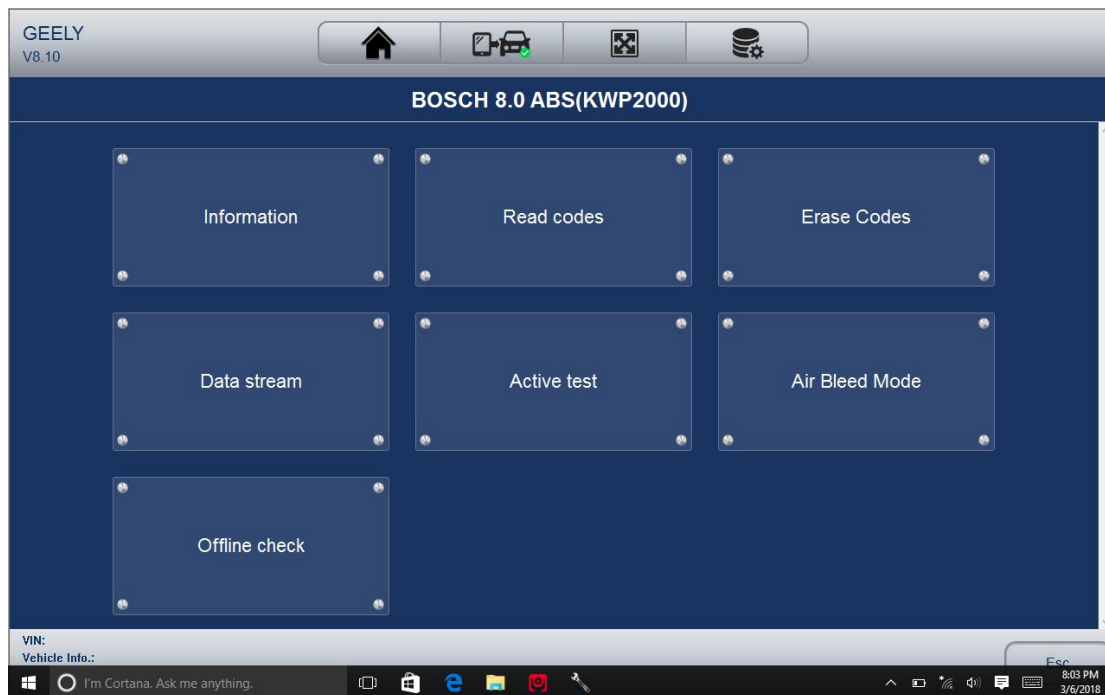 GEELY
V8.10
BOSCH 8.0 ABS(KWP2000)
Information
Read codes
Erase Codes
Data stream
Active test
Air Bleed Mode
Offline check
VIN:
Vehicle Info.:
Esc
I'm Cortana. Ask me anything.
8:03 PM
3/6/2018